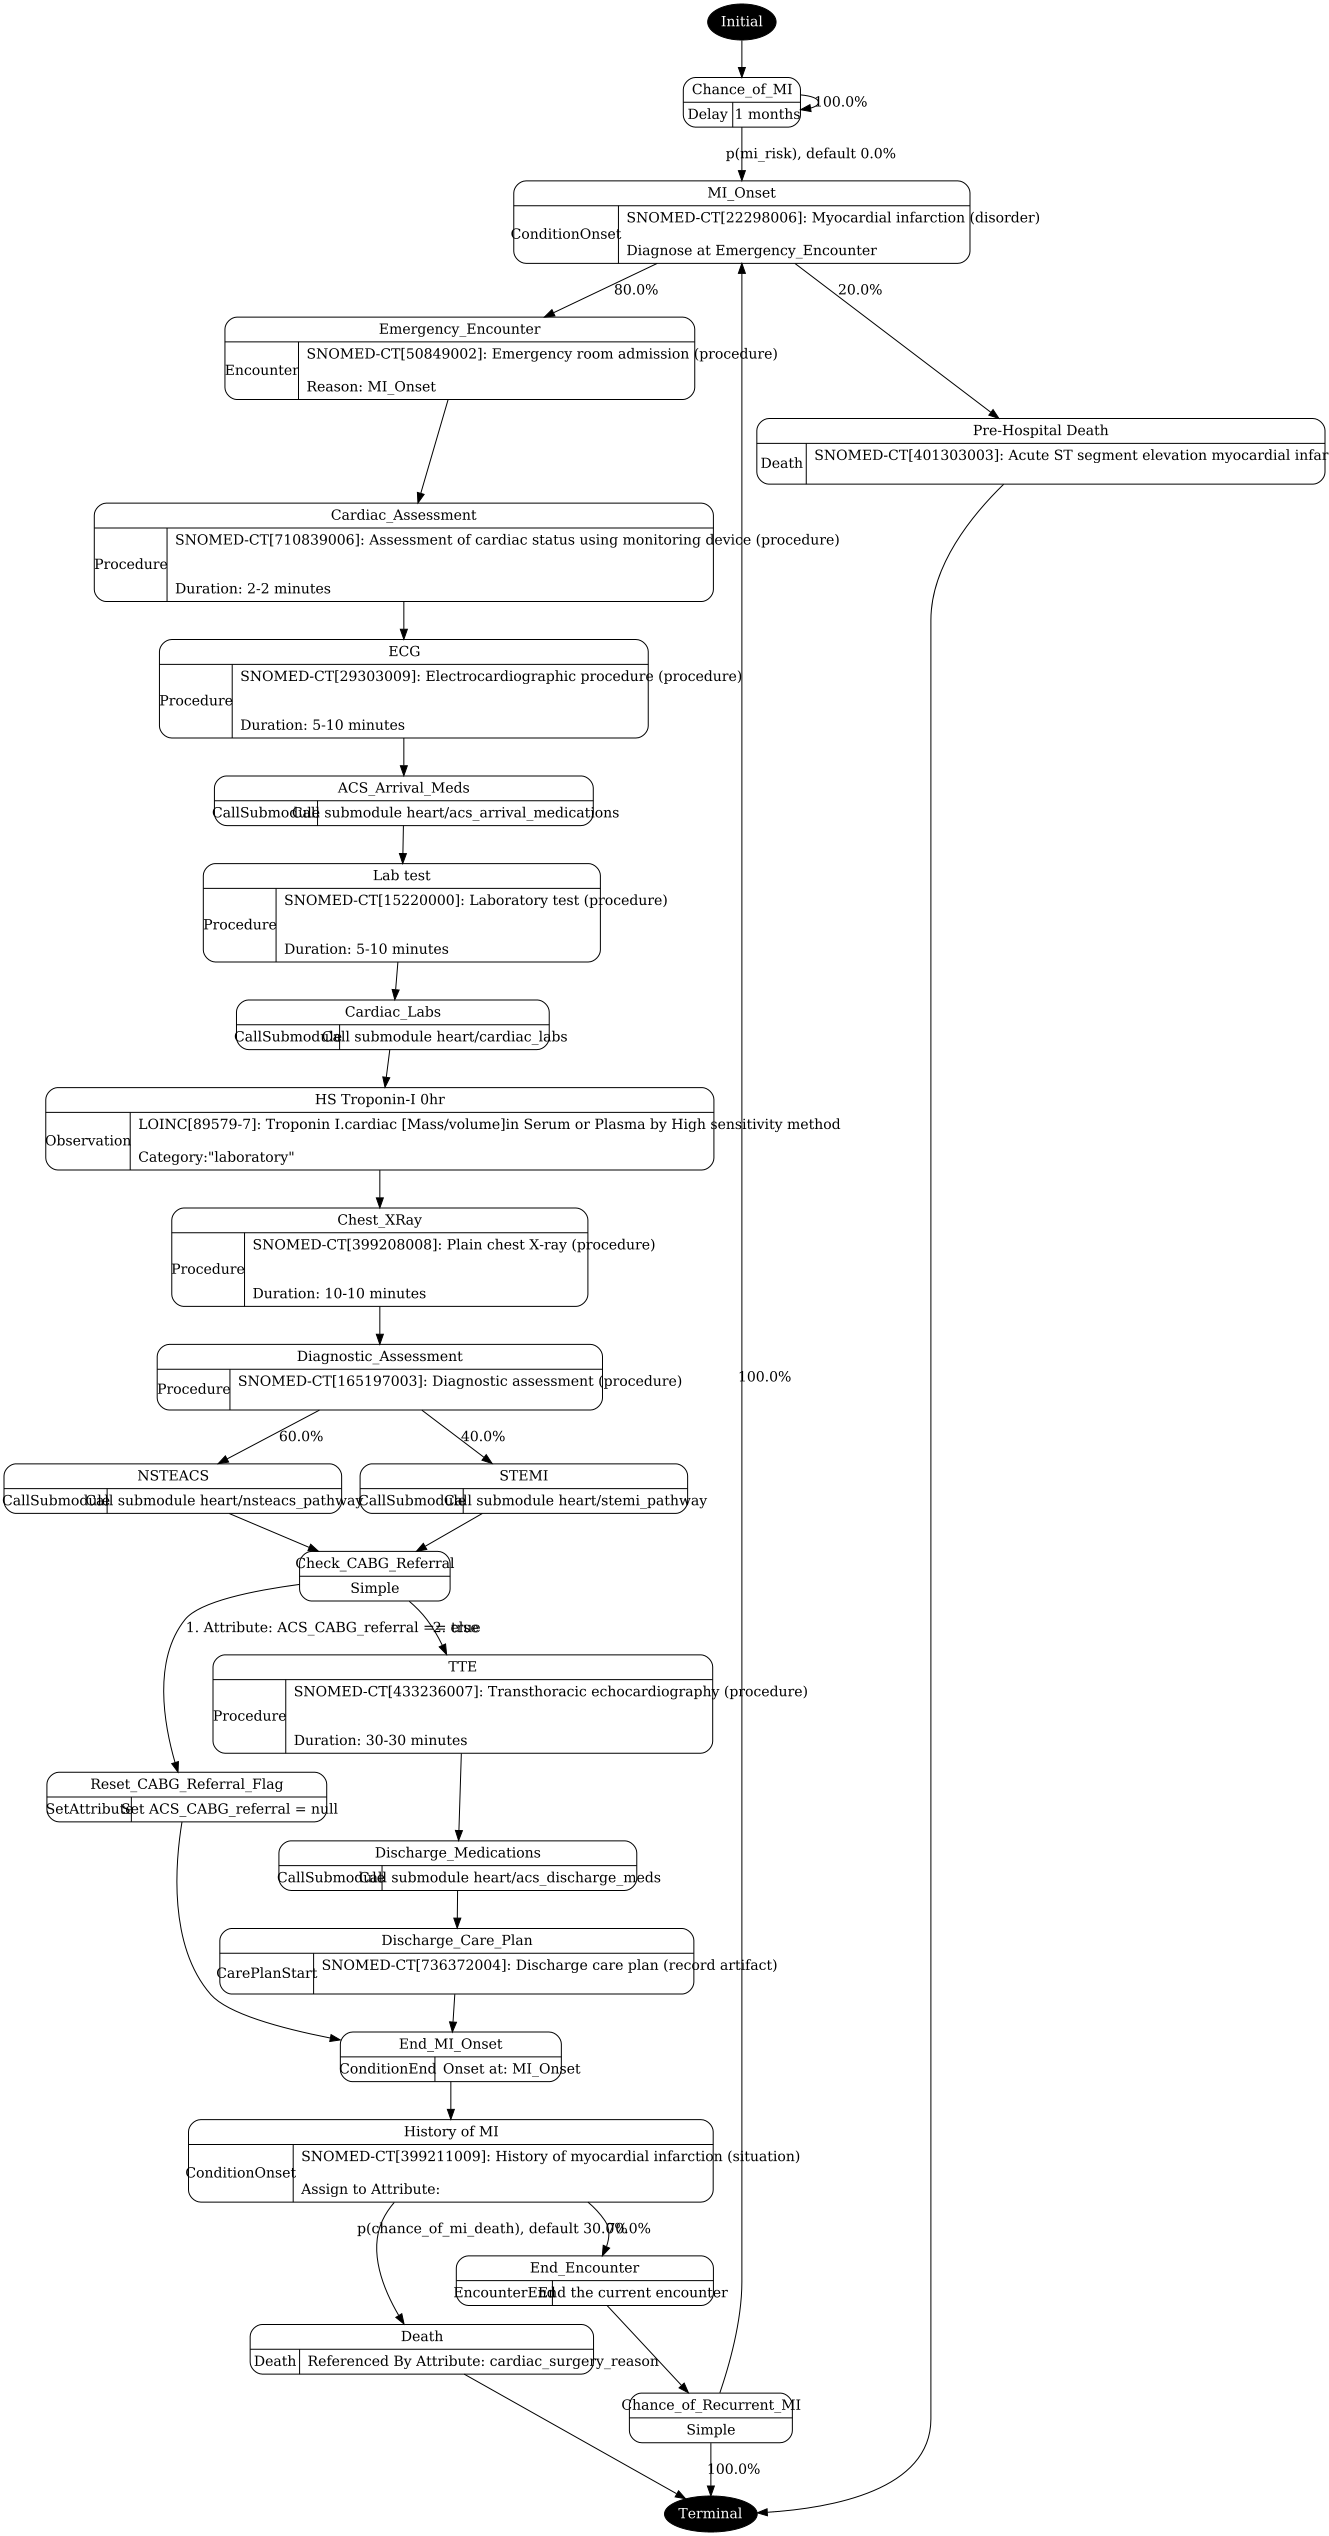 Initial
Chance_of_MI
Delay 1 months
100.0%
p(mi_risk), default 0.0%
MI_Onset
ConditionOnset
SNOMED-CT[22298006]: Myocardial infarction (disorder)
Diagnose at Emergency_Encounter
80.0%
20.0%
Emergency_Encounter
Encounter
SNOMED-CT[50849002]: Emergency room admission (procedure)
Reason: MI_Onset
Pre-Hospital Death
Death
SNOMED-CT[401303003]: Acute ST segment elevation myocardial infar
Cardiac_Assessment
Procedure
SNOMED-CT[710839006]: Assessment of cardiac status using monitoring device (procedure)
Duration: 2-2 minutes
ECG
Procedure
SNOMED-CT[29303009]: Electrocardiographic procedure (procedure)
Duration: 5-10 minutes
ACS_Arrival_Meds
CallSubmodule Call submodule heart/acs_arrival_medications
Lab test
Procedure
SNOMED-CT[15220000]: Laboratory test (procedure)
Duration: 5-10 minutes
Cardiac_Labs
CallSubmodule Call submodule heart/cardiac_labs
HS Troponin-I 0hr
Observation
LOINC[89579-7]: Troponin I.cardiac [Mass/volume]in Serum or Plasma by High sensitivity method
Category:"laboratory"
Chest_XRay
Procedure
SNOMED-CT[399208008]: Plain chest X-ray (procedure)
Duration: 10-10 minutes
Diagnostic_Assessment
Procedure
SNOMED-CT[165197003]: Diagnostic assessment (procedure)
100.0%
60.0%
40.0%
NSTEACS
CallSubmodule Call submodule heart/nsteacs_pathway
STEMI
CallSubmodule Call submodule heart/stemi_pathway
Check_CABG_Referral
Simple
1. Attribute: ACS_CABG_referral == true
2. else
TTE
Procedure
SNOMED-CT[433236007]: Transthoracic echocardiography (procedure)
Duration: 30-30 minutes
Reset_CABG_Referral_Flag
SetAttribute Set ACS_CABG_referral = null
Discharge_Medications
CallSubmodule Call submodule heart/acs_discharge_meds
Discharge_Care_Plan
CarePlanStart
SNOMED-CT[736372004]: Discharge care plan (record artifact)
End_MI_Onset
ConditionEnd Onset at: MI_Onset
History of MI
ConditionOnset
SNOMED-CT[399211009]: History of myocardial infarction (situation)
Assign to Attribute:
p(chance_of_mi_death), default 30.0%
70.0%
End_Encounter
EncounterEnd End the current encounter
Death
Death Referenced By Attribute: cardiac_surgery_reason
Chance_of_Recurrent_MI
Simple
100.0%
Terminal